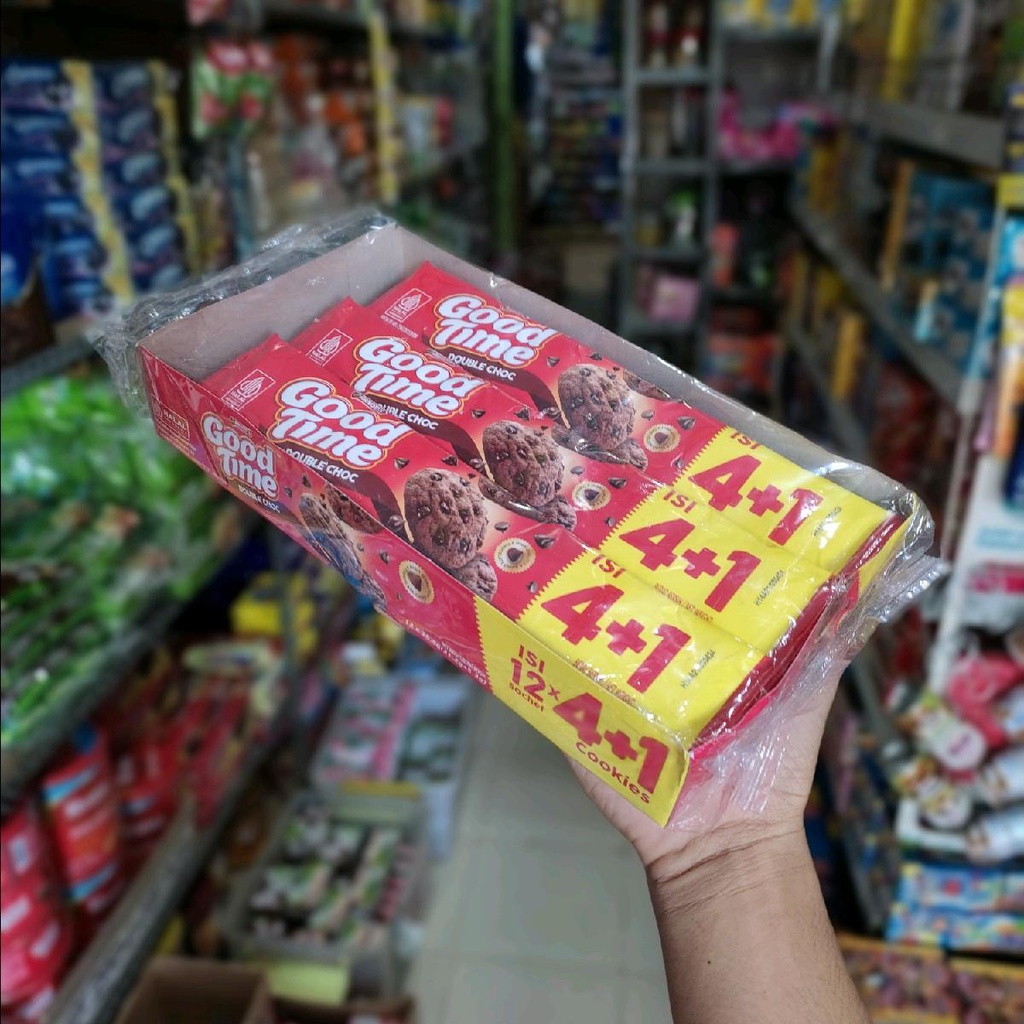 Good
Time
DOUBLE CHOC
ISI
4+1
Good
Time
DOUBLE CHOC
ISI
4+1
Good
Time
DOUBLE CHOC
ISI
4+1
Good
Time
DOUBLE CHOC
ISI
12 x 4+1
sachet
Cookies